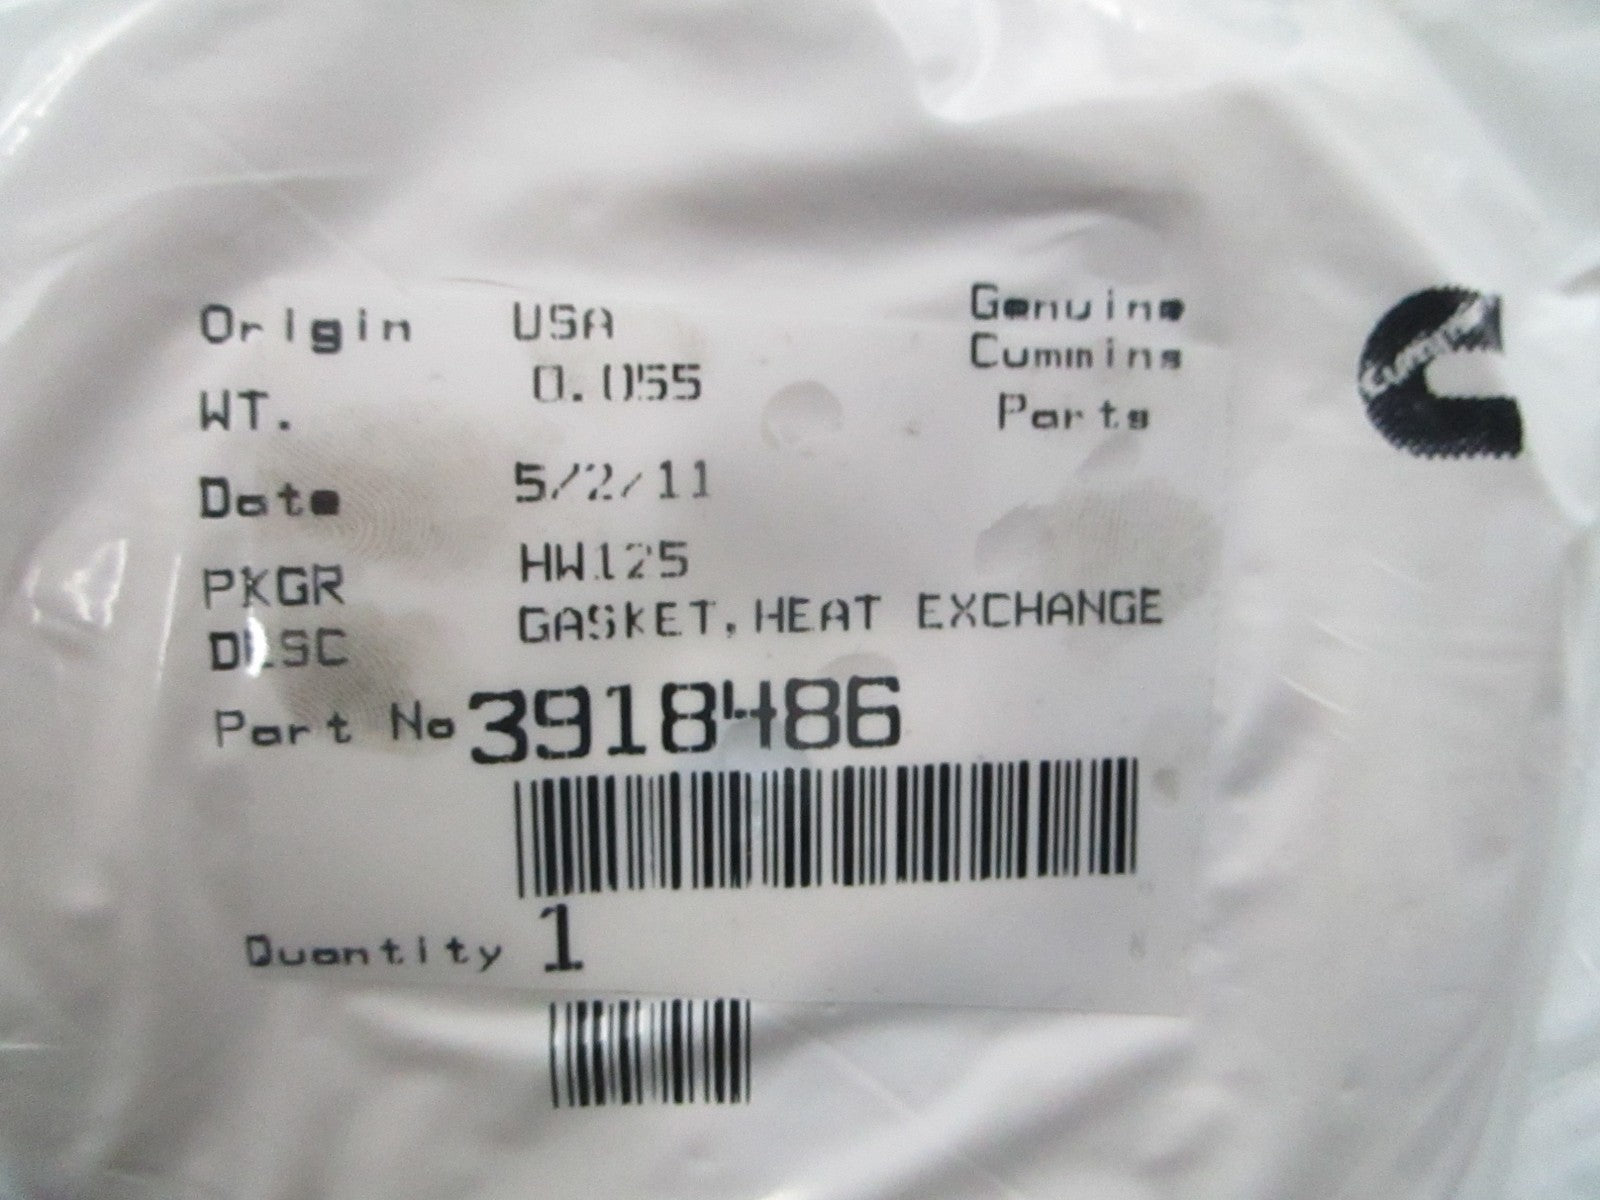 Origin USA
Genuine
Cummins
Parts
WT. 0.055
Date 5/2/11
PKGR HW125
DESC GASKET, HEAT EXCHANGE
Part No 3918486
Quantity 1